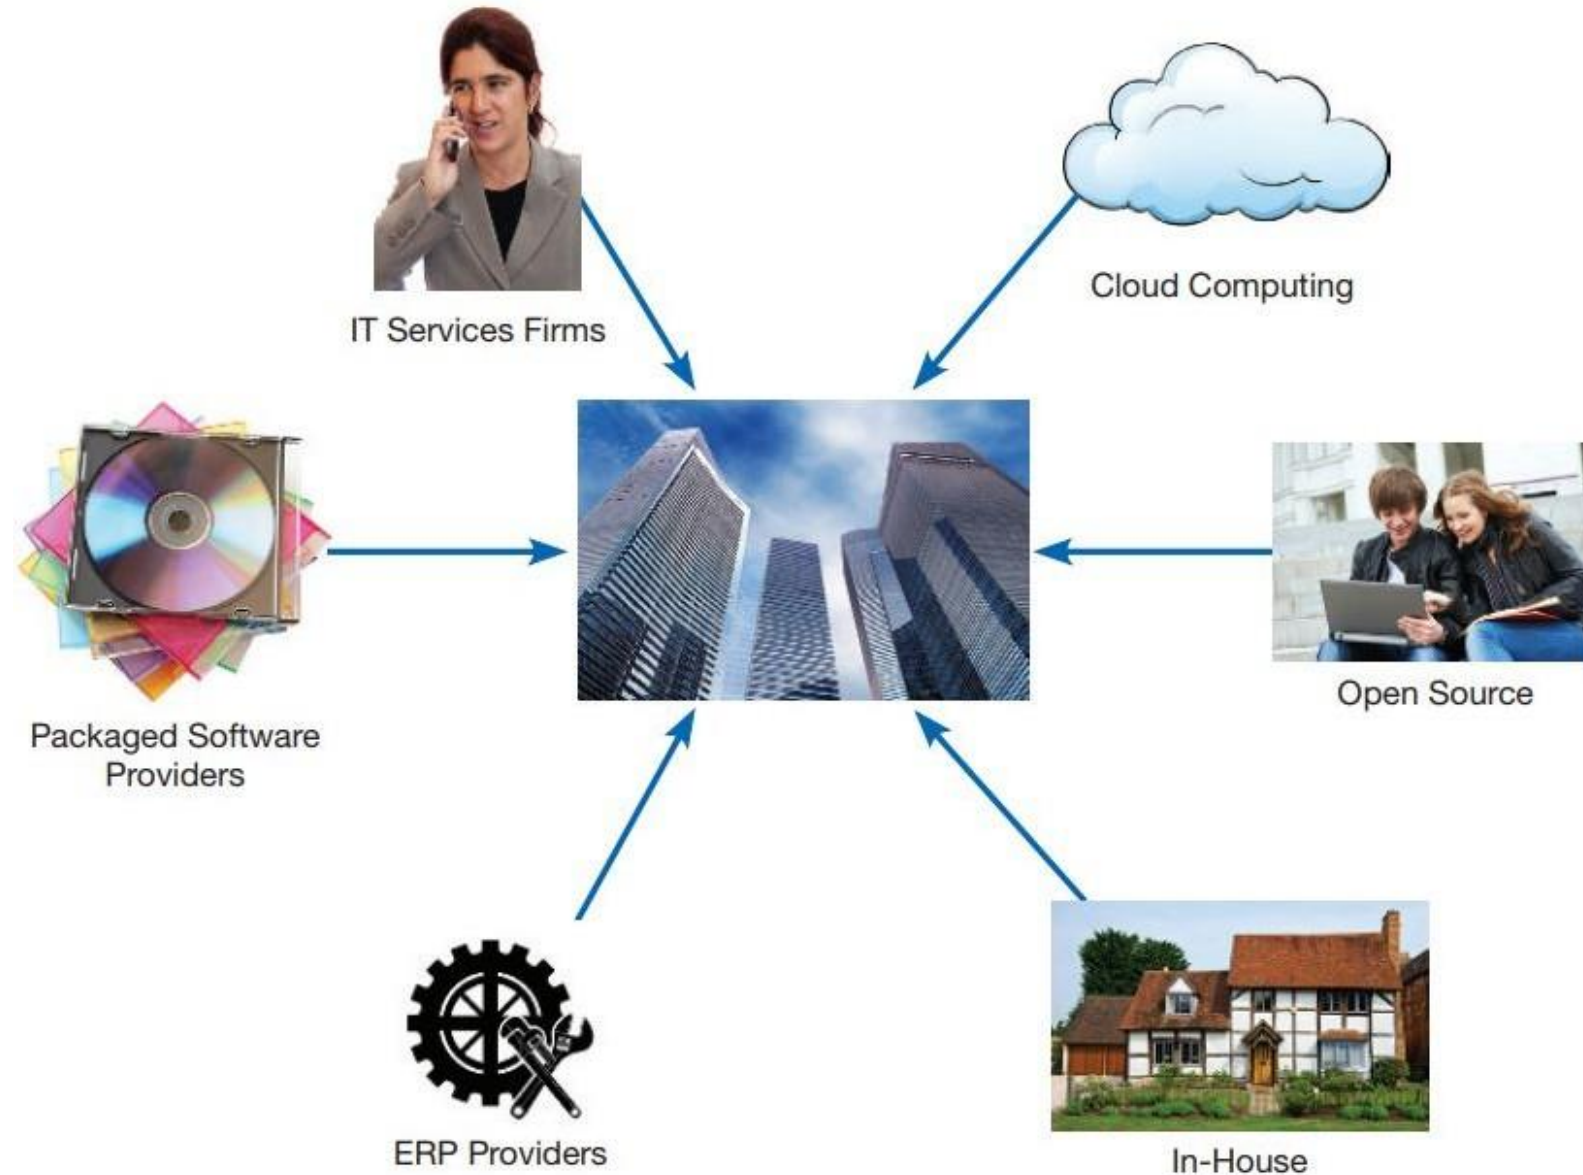 IT Services Firms
Cloud Computing
Packaged Software
Providers
Open Source
ERP Providers
In-House